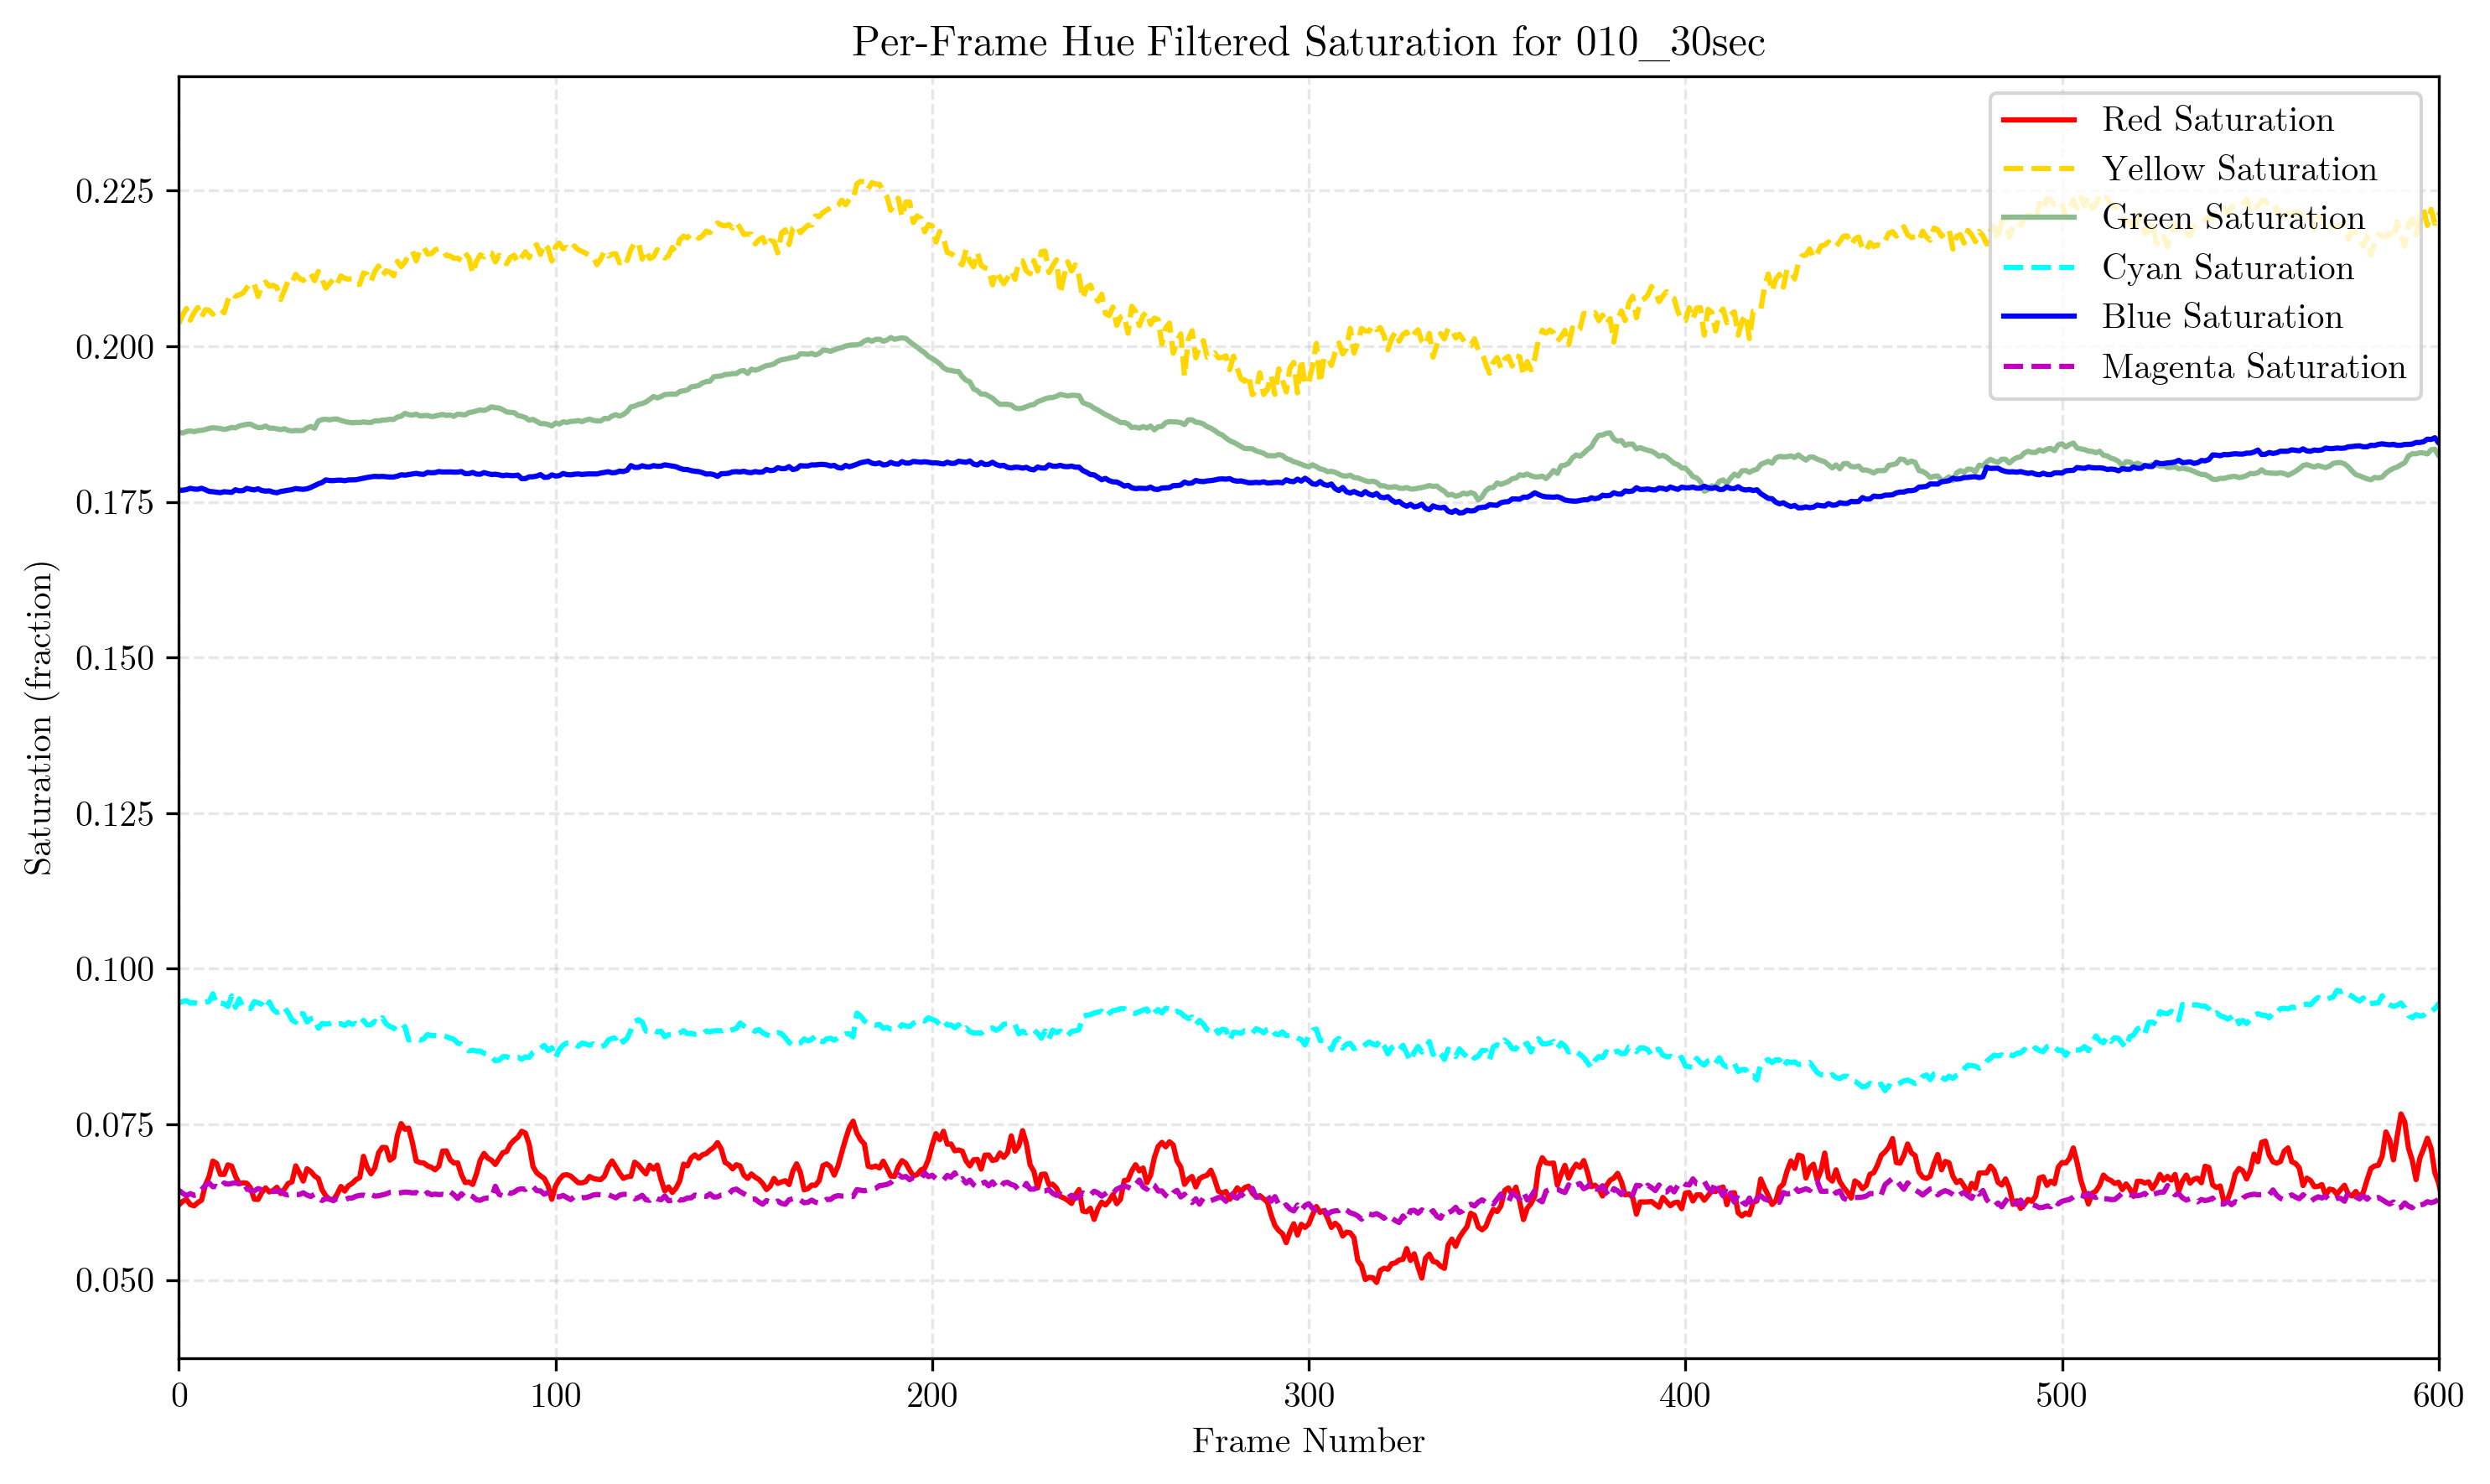 Per-Frame Hue Filtered Saturation for 010_30sec
Red Saturation
Yellow Saturation
Green Saturation
Cyan Saturation
Blue Saturation
Magenta Saturation
Saturation (fraction)
0.225
0.200
0.175
0.150
0.125
0.100
0.075
0.050
0 100 200 300 400 500 600
Frame Number